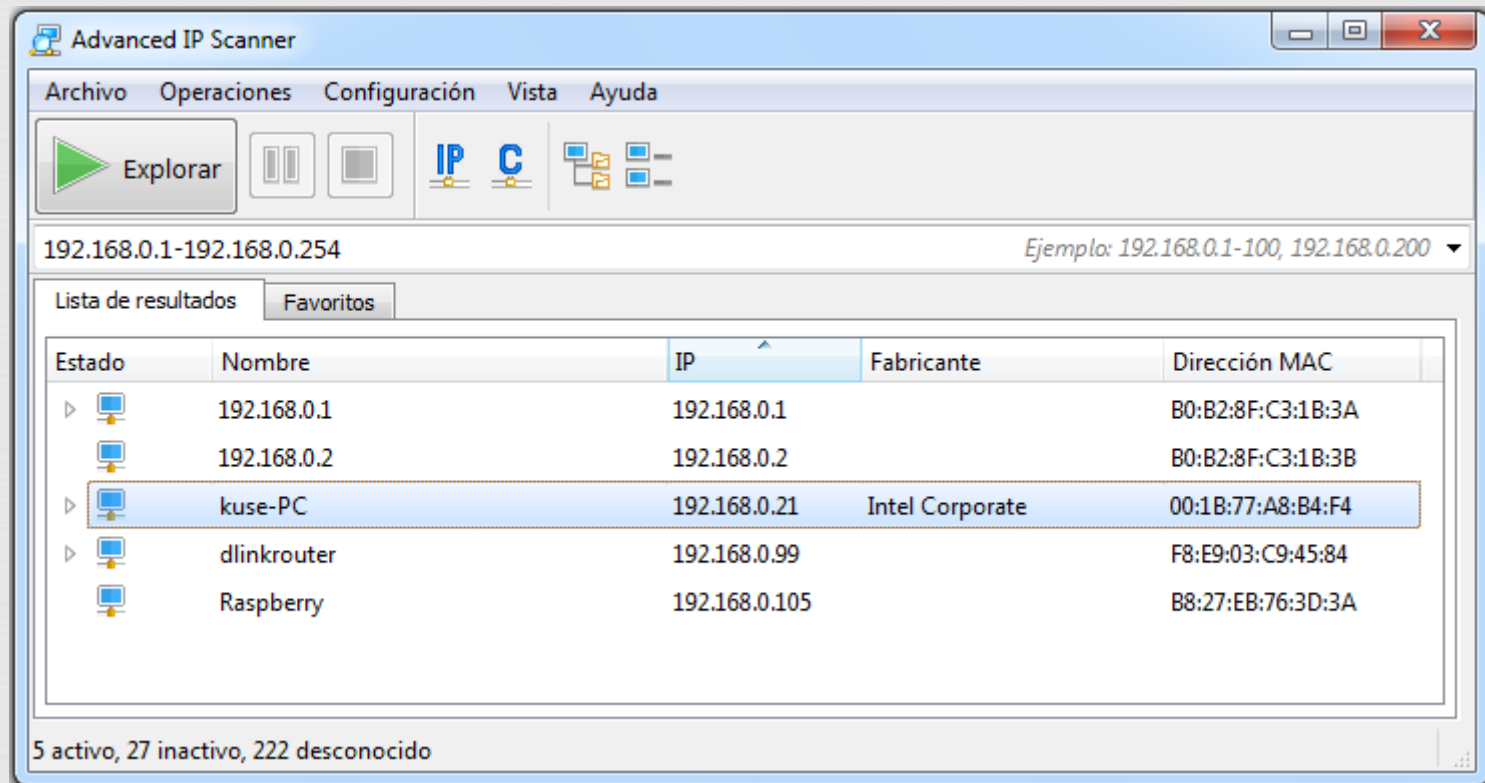 Advanced IP Scanner
Archivo Operaciones Configuración Vista Ayuda
Explorar IP C
192.168.0.1-192.168.0.254 Ejemplo: 192.168.0.1-100, 192.168.0.200
Lista de resultados Favoritos
Estado Nombre IP Fabricante Dirección MAC
192.168.0.1 192.168.0.1 B0:B2:8F:C3:1B:3A
192.168.0.2 192.168.0.2 B0:B2:8F:C3:1B:3B
kuse-PC 192.168.0.21 Intel Corporate 00:1B:77:A8:B4:F4
dlinkrouter 192.168.0.99 F8:E9:03:C9:45:84
Raspberry 192.168.0.105 B8:27:EB:76:3D:3A
5 activo, 27 inactivo, 222 desconocido